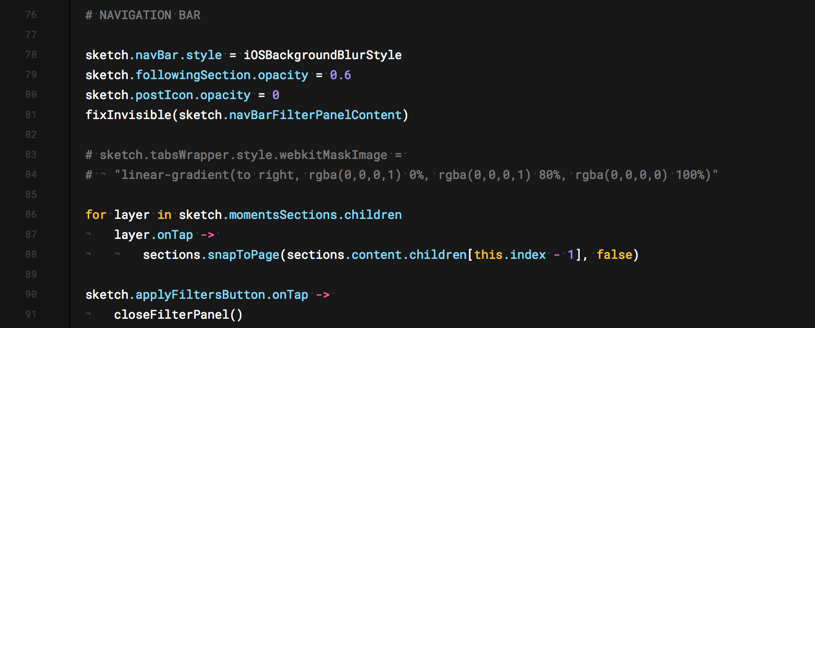 76 # NAVIGATION BAR
77
78 sketch.navBar.style = iOSBackgroundBlurStyle
79 sketch.followingSection.opacity = 0.6
80 sketch.postIcon.opacity = 0
81 fixInvisible(sketch.navBarFilterPanelContent)
82
83 # sketch.tabsWrapper.style.webkitMaskImage =
84 # ¬ "linear-gradient(to right, rgba(0,0,0,1) 0%, rgba(0,0,0,1) 80%, rgba(0,0,0,0) 100%)"
85
86 for layer in sketch.momentsSections.children
87 ¬ layer.onTap ->
88 ¬ ¬ sections.snapToPage(sections.content.children[this.index - 1], false)
89
90 sketch.applyFiltersButton.onTap ->
91 ¬ closeFilterPanel()